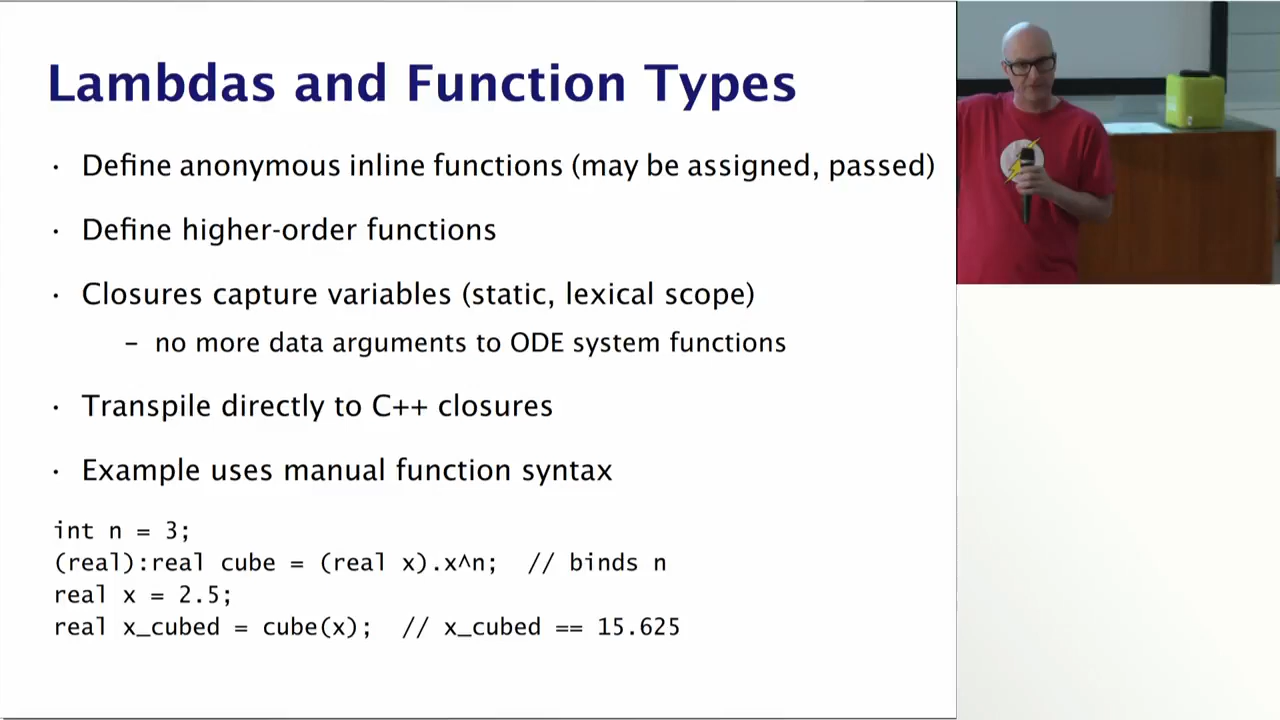 Lambdas and Function Types
· Define anonymous inline functions (may be assigned, passed)
· Define higher-order functions
· Closures capture variables (static, lexical scope)
– no more data arguments to ODE system functions
· Transpile directly to C++ closures
· Example uses manual function syntax
int n = 3;
(real):real cube = (real x).x^n;  // binds n
real x = 2.5;
real x_cubed = cube(x);  // x_cubed == 15.625